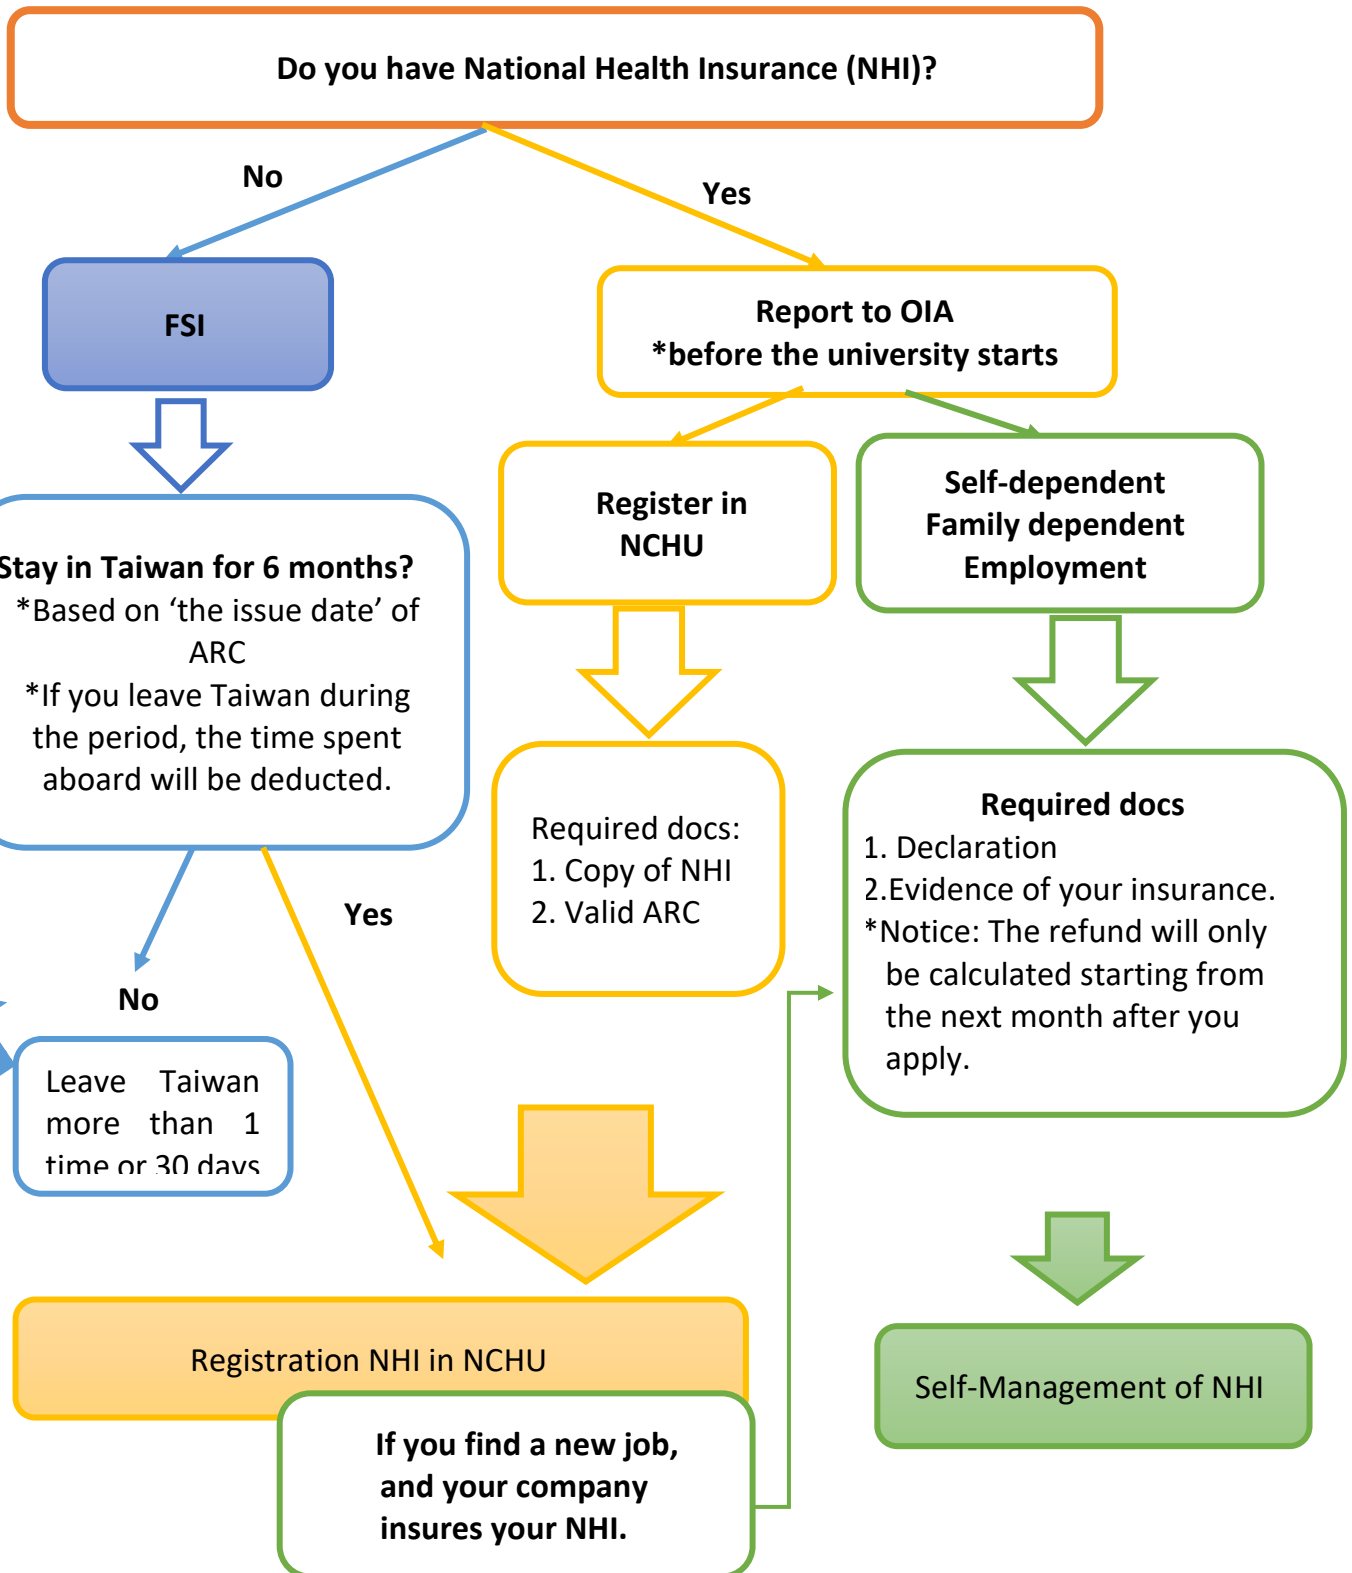 Do you have National Health Insurance (NHI)?
No
Yes
FSI
Report to OIA
*before the university starts
Register in
NCHU
Self-dependent
Family dependent
Employment
Stay in Taiwan for 6 months?
*Based on ‘the issue date’ of
ARC
*If you leave Taiwan during
the period, the time spent
aboard will be deducted.
Required docs:
1. Copy of NHI
2. Valid ARC
Required docs
1. Declaration
2.Evidence of your insurance.
*Notice: The refund will only
be calculated starting from
the next month after you
apply.
Yes
No
Leave Taiwan
more than 1
time or 30 days
Registration NHI in NCHU
Self-Management of NHI
If you find a new job,
and your company
insures your NHI.